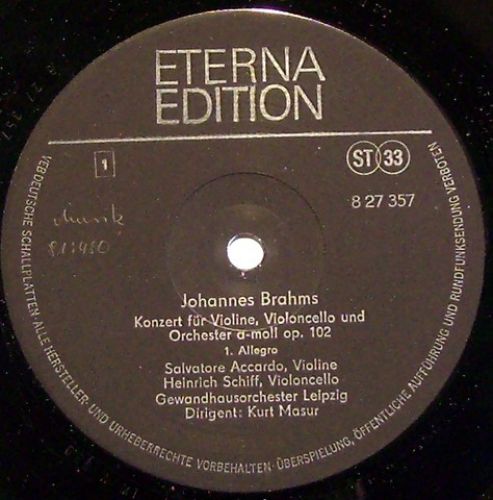 ETERNA
EDITION
1
ST 33
8 27 357
Johannes Brahms
Konzert für Violine, Violoncello und
Orchester a-moll op. 102
1. Allegro
Salvatore Accardo, Violine
Heinrich Schiff, Violoncello
Gewandhausorchester Leipzig
Dirigent: Kurt Masur
VEB DEUTSCHE SCHALLPLATTEN · ALLE HERSTELLER- UND URHEBERRECHTE VORBEHALTEN · ÜBERSPIELUNG, ÖFFENTLICHE AUFFÜHRUNG UND RUNDFUNKSENDUNG VERBOTEN